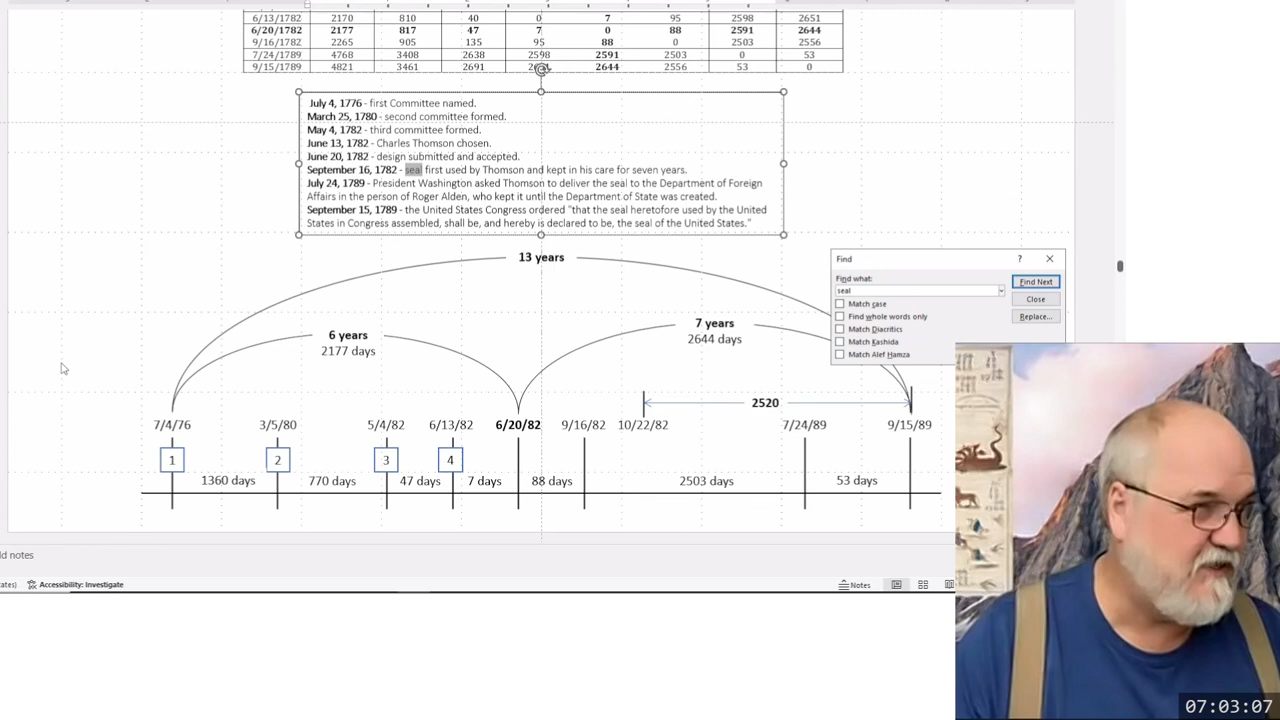 6/13/1782 2170 810 40 0 7 95 2598 2651
6/20/1782 2177 817 47 7 0 88 2591 2644
9/16/1782 2265 905 135 95 88 0 2503 2556
7/24/1789 4768 3408 2638 2598 2591 2503 0 53
9/15/1789 4821 3461 2691 2644 2556 53 0
July 4, 1776 - first Committee named.
March 25, 1780 - second committee formed.
May 4, 1782 - third committee formed.
June 13, 1782 - Charles Thomson chosen.
June 20, 1782 - design submitted and accepted.
September 16, 1782 - seal first used by Thomson and kept in his care for seven years.
July 24, 1789 - President Washington asked Thomson to deliver the seal to the Department of Foreign
Affairs in the person of Roger Alden, who kept it until the Department of State was created.
September 15, 1789 - the United States Congress ordered "that the seal heretofore used by the United
States in Congress assembled, shall be, and hereby is declared to be, the seal of the United States."
13 years
6 years
2177 days
7 years
2644 days
2520
7/4/76 3/5/80 5/4/82 6/13/82 6/20/82 9/16/82 10/22/82 7/24/89 9/15/89
1 2 3 4
1360 days 770 days 47 days 7 days 88 days 2503 days 53 days
Find ?
Find what:
seal
Match case
Find whole words only
Match Diacritics
Match Kashida
Match Alef Hamza
Find Next
Close
Replace...
ld notes
ates) Accessibility: Investigate
Notes
07:03:07